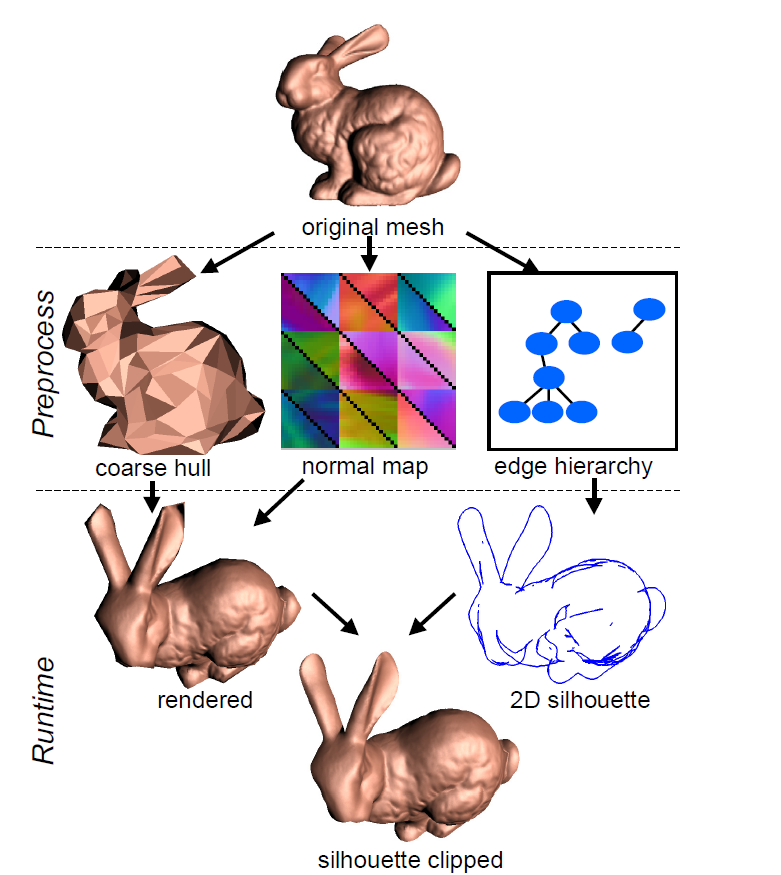 original mesh
Preprocess
coarse hull
normal map
edge hierarchy
Runtime
rendered
2D silhouette
silhouette clipped